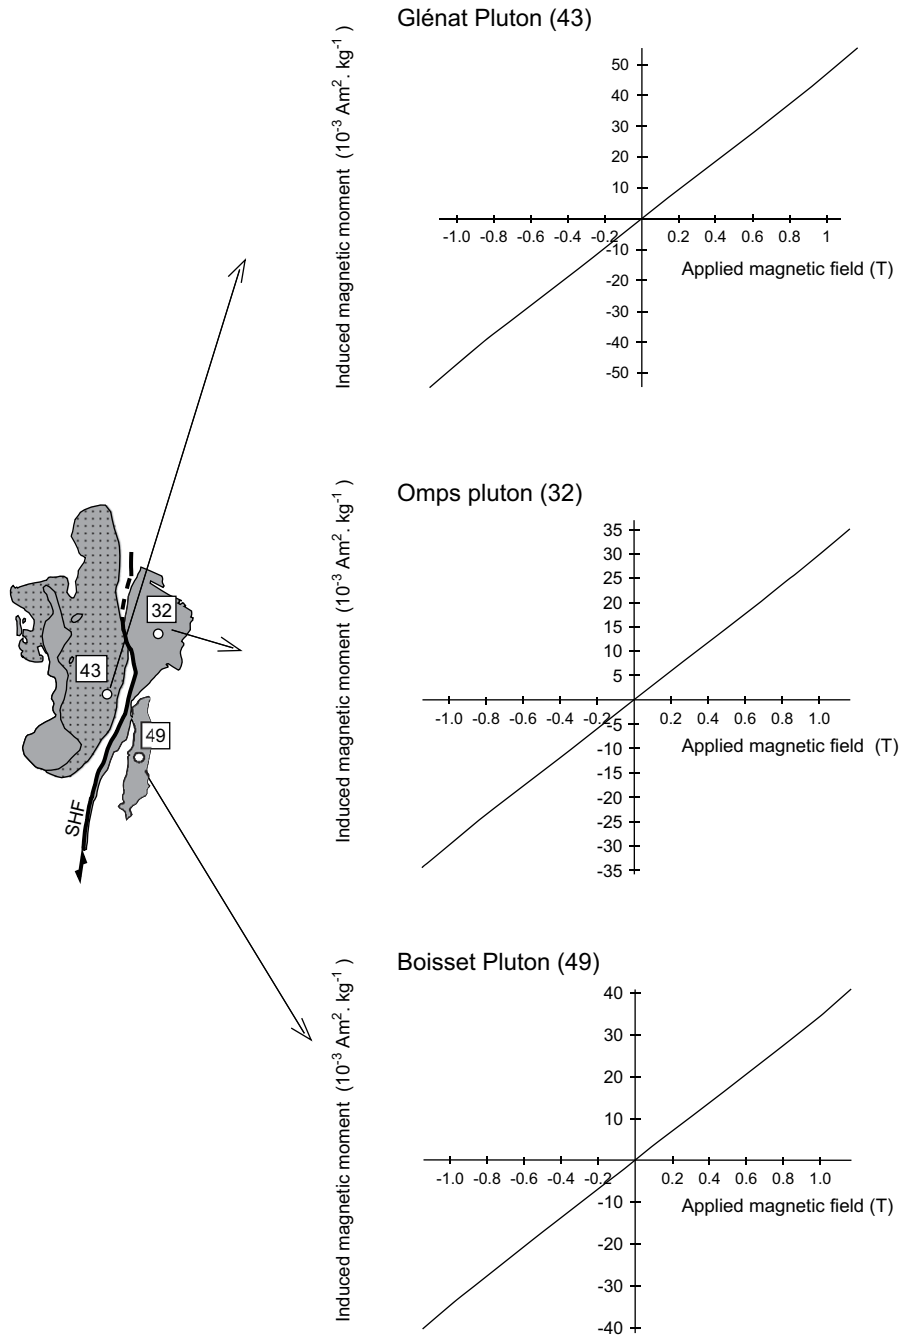 Glénat Pluton (43)
Induced magnetic moment (10-3 Am2. kg-1 )
50
40
30
20
10
-1.0 -0.8 -0.6 -0.4 -0.2 0.2 0.4 0.6 0.8 1
-10
Applied magnetic field (T)
-20
-30
-40
-50
Omps pluton (32)
Induced magnetic moment (10-3 Am2. kg-1 )
35
30
25
20
15
10
5
-1.0 -0.8 -0.6 -0.4 -0.2 0.2 0.4 0.6 0.8 1.0
-5
Applied magnetic field (T)
-10
-15
-20
-25
-30
-35
32
43
49
SHF
Boisset Pluton (49)
Induced magnetic moment (10-3 Am2. kg-1 )
40
30
20
10
-1.0 -0.8 -0.6 -0.4 -0.2 0.2 0.4 0.6 0.8 1.0
-10
Applied magnetic field (T)
-20
-30
-40